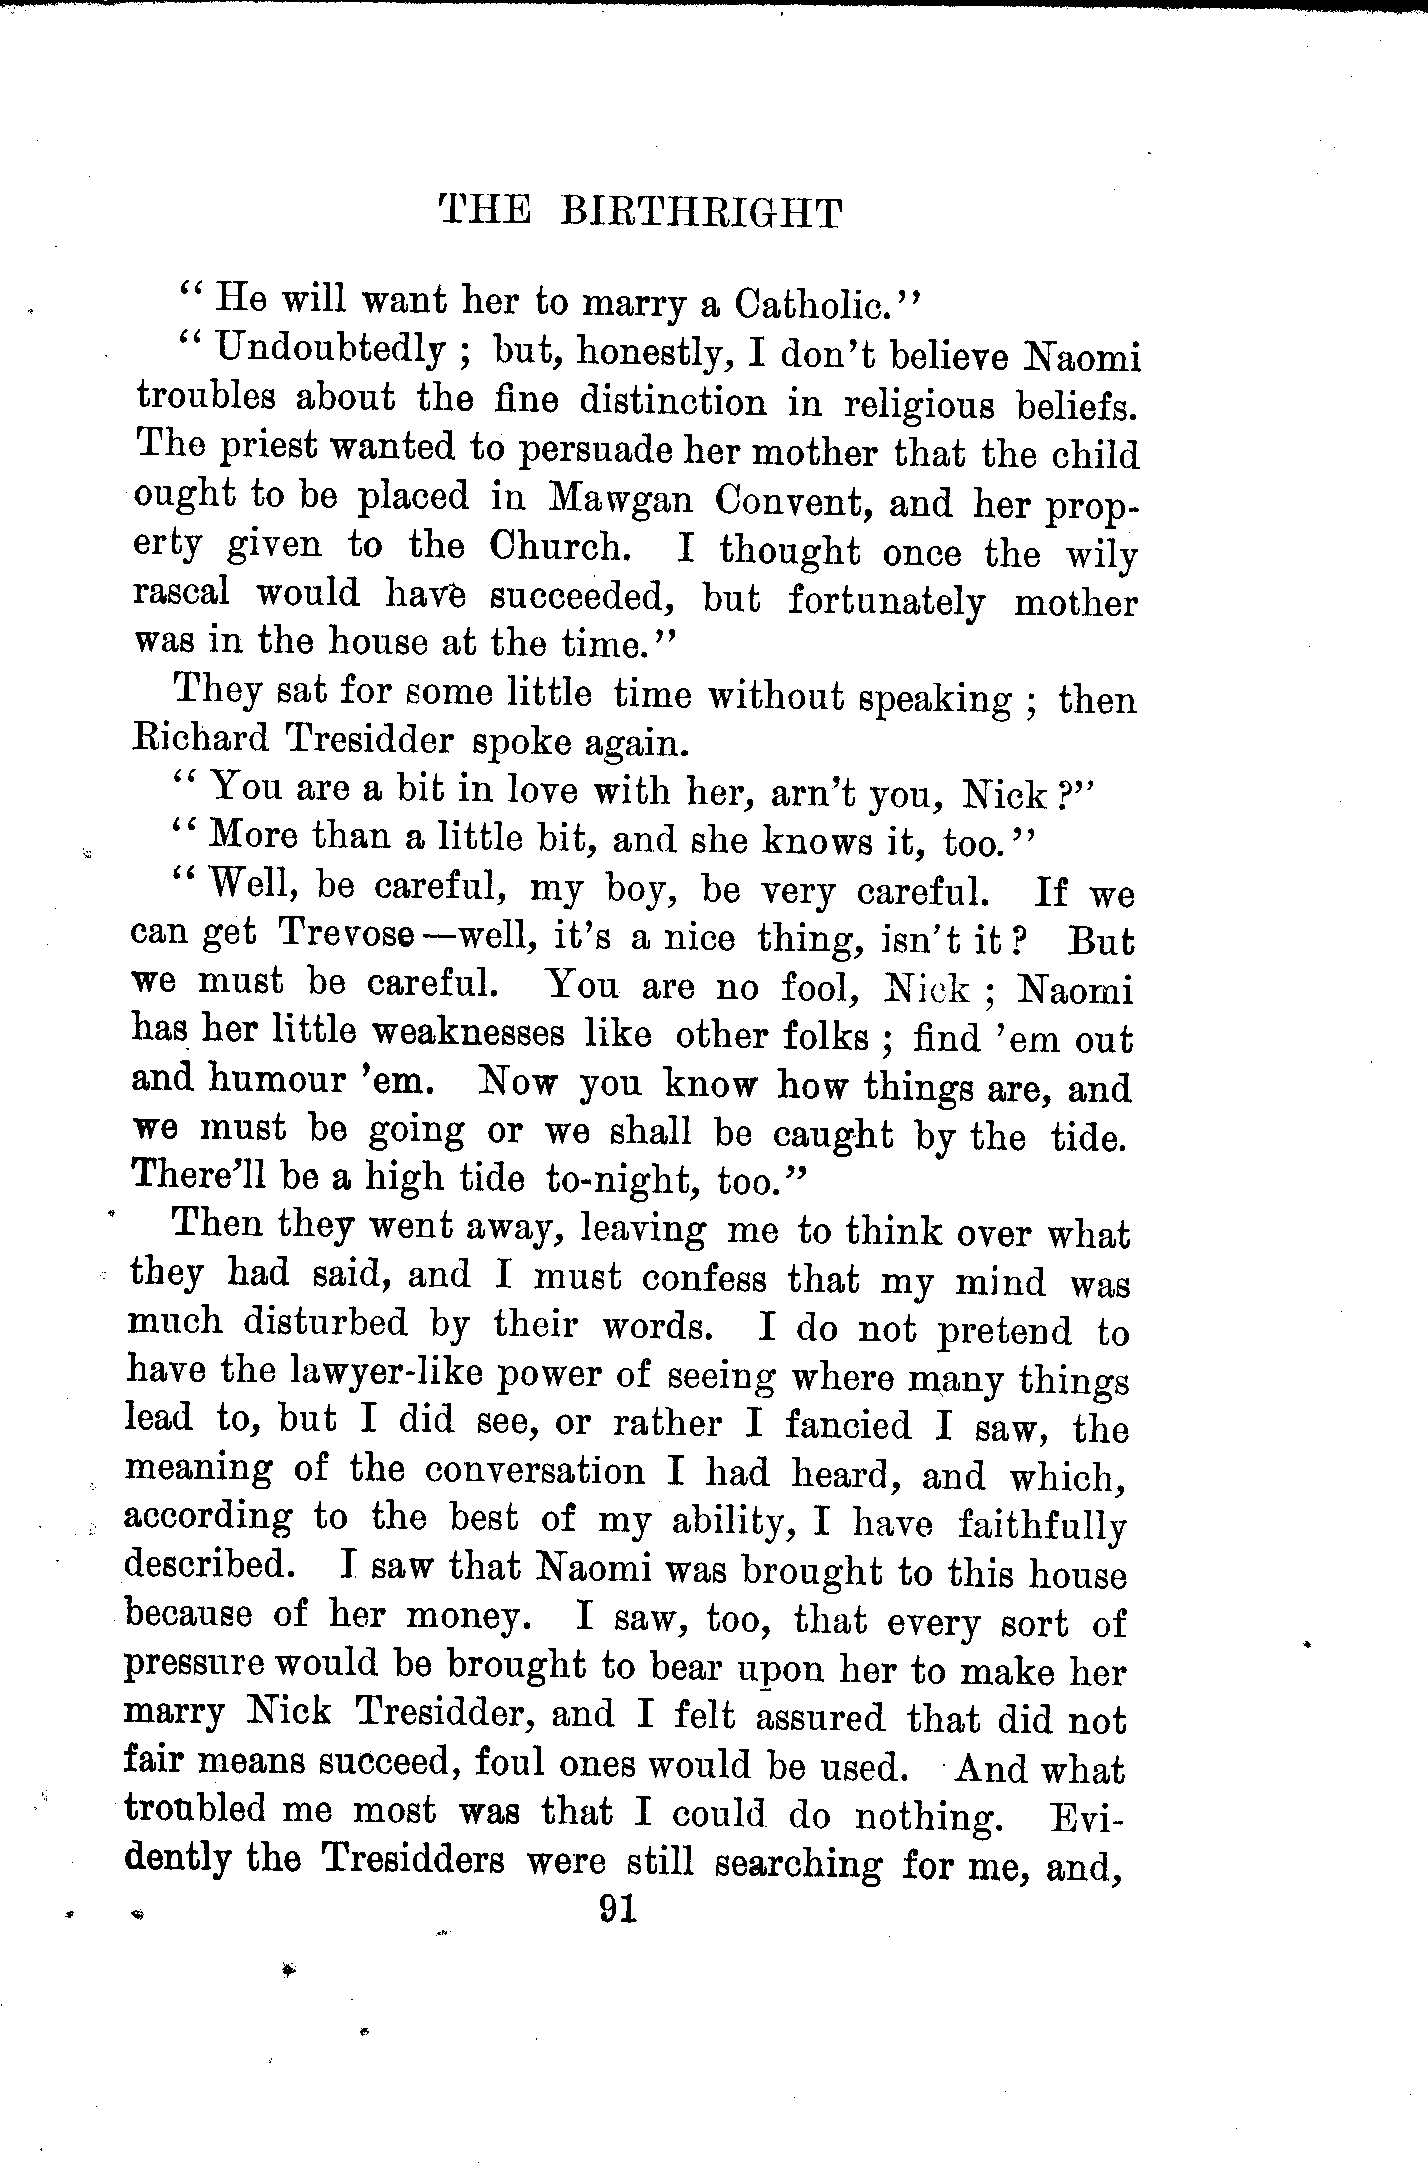 THE BIRTHRIGHT
“ He will want her to marry a Catholic.”
“ Undoubtedly ; but, honestly, I don’t believe Naomi
troubles about the fine distinction in religious beliefs.
The priest wanted to persuade her mother that the child
ought to be placed in Mawgan Convent, and her prop-
erty given to the Church. I thought once the wily
rascal would have succeeded, but fortunately mother
was in the house at the time.”
They sat for some little time without speaking ; then
Richard Tresidder spoke again.
“ You are a bit in love with her, arn’t you, Nick ?”
“ More than a little bit, and she knows it, too.”
“ Well, be careful, my boy, be very careful. If we
can get Trevose—well, it’s a nice thing, isn’t it ? But
we must be careful. You are no fool, Nick ; Naomi
has her little weaknesses like other folks ; find ’em out
and humour ’em. Now you know how things are, and
we must be going or we shall be caught by the tide.
There’ll be a high tide to-night, too.”
Then they went away, leaving me to think over what
they had said, and I must confess that my mind was
much disturbed by their words. I do not pretend to
have the lawyer-like power of seeing where many things
lead to, but I did see, or rather I fancied I saw, the
meaning of the conversation I had heard, and which,
according to the best of my ability, I have faithfully
described. I saw that Naomi was brought to this house
because of her money. I saw, too, that every sort of
pressure would be brought to bear upon her to make her
marry Nick Tresidder, and I felt assured that did not
fair means succeed, foul ones would be used. And what
troubled me most was that I could do nothing. Evi-
dently the Tresidders were still searching for me, and,
91